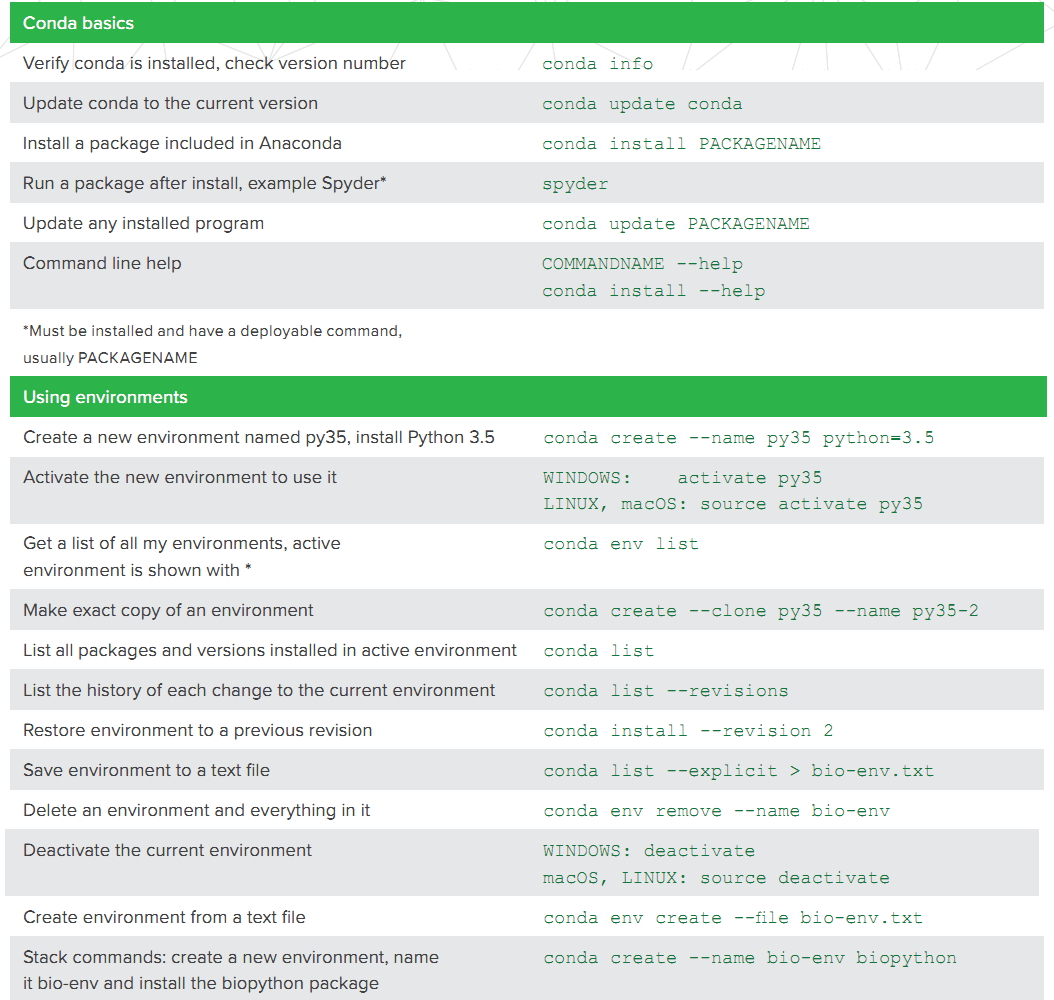 Conda basics
Verify conda is installed, check version number conda info
Update conda to the current version conda update conda
Install a package included in Anaconda conda install PACKAGENAME
Run a package after install, example Spyder* spyder
Update any installed program conda update PACKAGENAME
Command line help COMMANDNAME --help
conda install --help
*Must be installed and have a deployable command,
usually PACKAGENAME
Using environments
Create a new environment named py35, install Python 3.5 conda create --name py35 python=3.5
Activate the new environment to use it WINDOWS: activate py35
LINUX, macOS: source activate py35
Get a list of all my environments, active conda env list
environment is shown with *
Make exact copy of an environment conda create --clone py35 --name py35-2
List all packages and versions installed in active environment conda list
List the history of each change to the current environment conda list --revisions
Restore environment to a previous revision conda install --revision 2
Save environment to a text file conda list --explicit > bio-env.txt
Delete an environment and everything in it conda env remove --name bio-env
Deactivate the current environment WINDOWS: deactivate
macOS, LINUX: source deactivate
Create environment from a text file conda env create --file bio-env.txt
Stack commands: create a new environment, name conda create --name bio-env biopython
it bio-env and install the biopython package